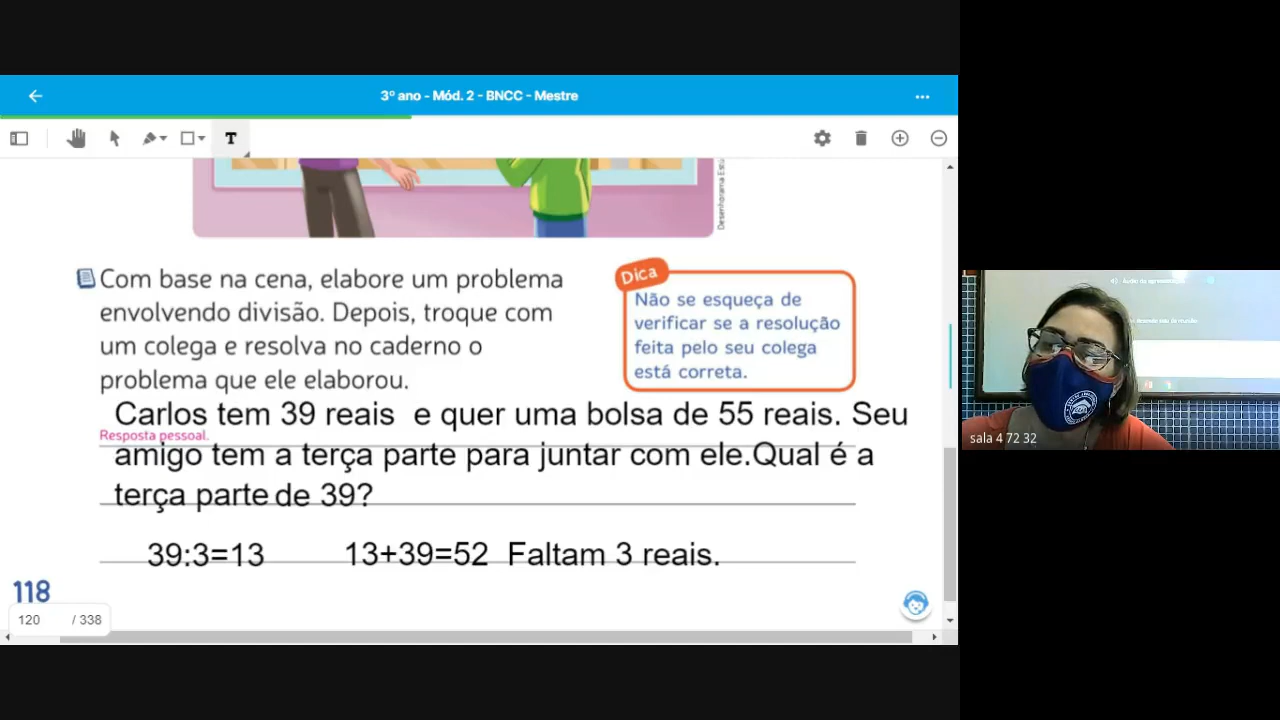 3º ano - Mód. 2 - BNCC - Mestre
T
Com base na cena, elabore um problema
envolvendo divisão. Depois, troque com
um colega e resolva no caderno o
problema que ele elaborou.
Dica
Não se esqueça de
verificar se a resolução
feita pelo seu colega
está correta.
Carlos tem 39 reais e quer uma bolsa de 55 reais. Seu
Resposta pessoal.
amigo tem a terça parte para juntar com ele.Qual é a
terça parte de 39?
39:3=13 13+39=52 Faltam 3 reais.
118
120 / 338
sala 4 72 32